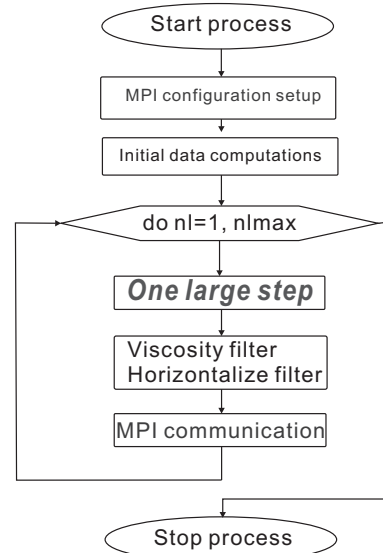 Start process
MPI configuration setup
Initial data computations
do nl=1, nlmax
One large step
Viscosity filter
Horizontalize filter
MPI communication
Stop process